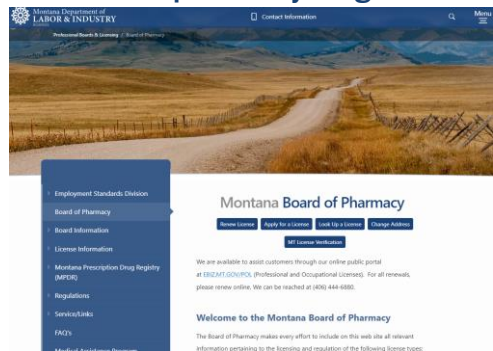 Montana Department of
LABOR & INDUSTRY
Contact Information
Menu
Professional Boards & Licensing / Board of Pharmacy
Employment Standards Division
Board of Pharmacy
Board Information
License Information
Montana Prescription Drug Registry
(MPDR)
Regulations
Service/Links
FAQ's
Medical Assistance Program
Montana Board of Pharmacy
Renew License
Apply for a License
Look Up a License
Change Address
MT License Verification
We are available to assist customers through our online public portal
at EBIZ.MT.GOV/POL (Professional and Occupational Licenses). For all renewals,
please renew online. We can be reached at (406) 444-6880.
Welcome to the Montana Board of Pharmacy
The Board of Pharmacy makes every effort to include on this web site all relevant
information pertaining to the licensing and regulation of the following license types: